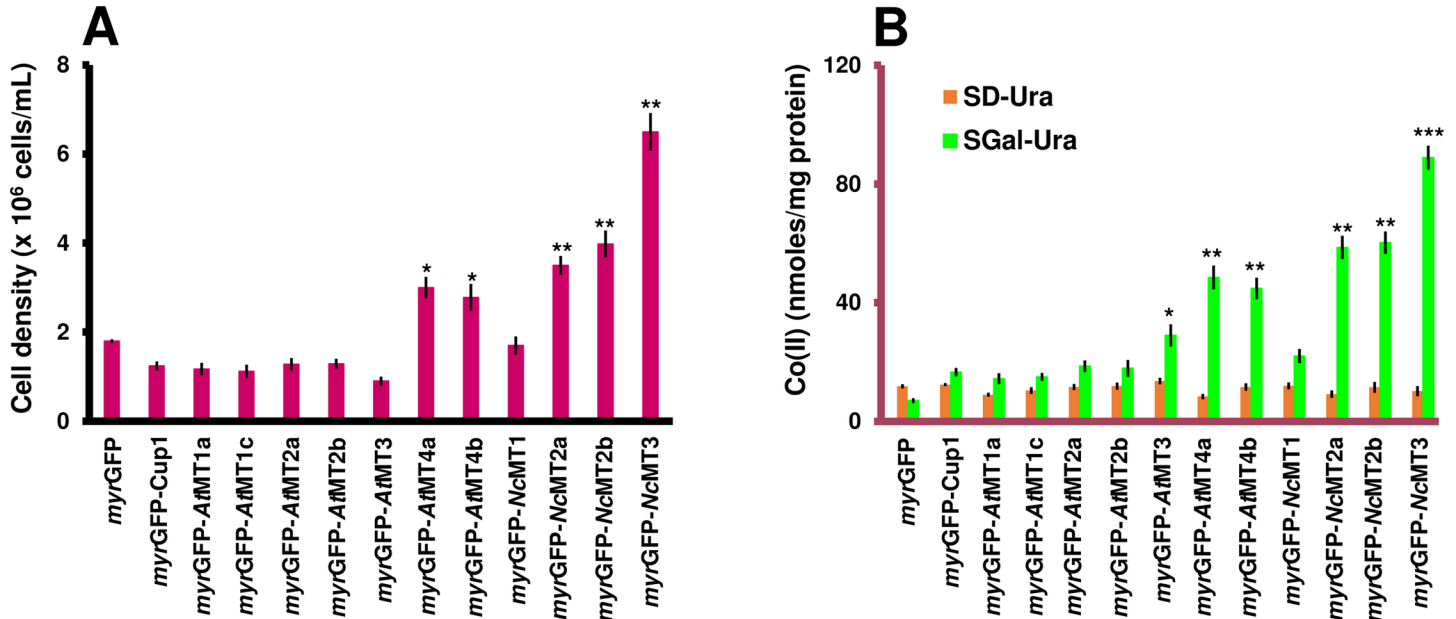 A
Cell density (x 10⁶ cells/mL)
8
6
4
2
0
*
*
**
**
**
myrGFP
myrGFP-Cup1
myrGFP-AtMT1a
myrGFP-AtMT1c
myrGFP-AtMT2a
myrGFP-AtMT2b
myrGFP-AtMT3
myrGFP-AtMT4a
myrGFP-AtMT4b
myrGFP-NcMT1
myrGFP-NcMT2a
myrGFP-NcMT2b
myrGFP-NcMT3
B
Co(II) (nmoles/mg protein)
120
80
40
0
SD-Ura
SGal-Ura
*
**
**
**
**
***
myrGFP
myrGFP-Cup1
myrGFP-AtMT1a
myrGFP-AtMT1c
myrGFP-AtMT2a
myrGFP-AtMT2b
myrGFP-AtMT3
myrGFP-AtMT4a
myrGFP-AtMT4b
myrGFP-NcMT1
myrGFP-NcMT2a
myrGFP-NcMT2b
myrGFP-NcMT3